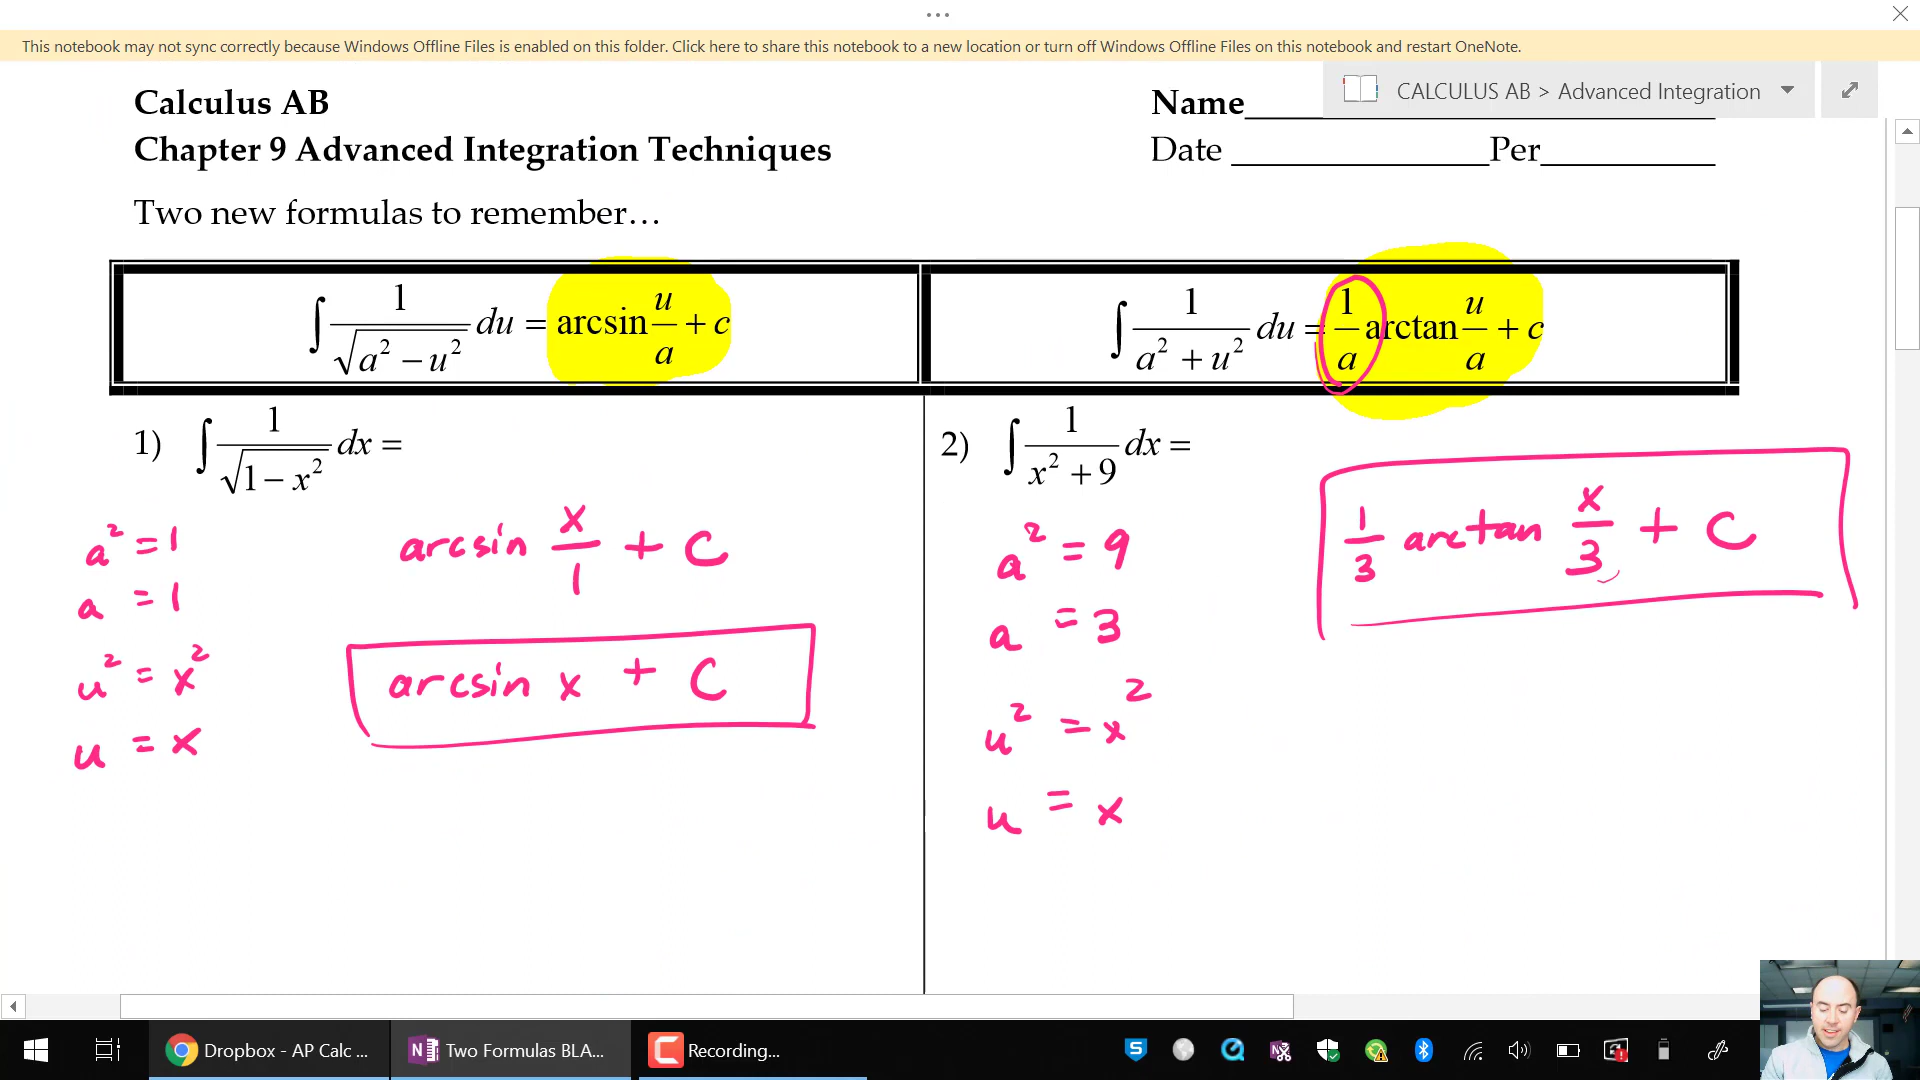 This notebook may not sync correctly because Windows Offline Files is enabled on this folder. Click here to share this notebook to a new location or turn off Windows Offline Files on this notebook and restart OneNote.
CALCULUS AB > Advanced Integration
Calculus AB
Name
Chapter 9 Advanced Integration Techniques
Date ____________ Per________
Two new formulas to remember…
∫ 1/√(a² − u²) du = arcsin u/a + c
∫ 1/(a² + u²) du = 1/a arctan u/a + c
1) ∫ 1/√(1 − x²) dx =
a² = 1
a = 1
u² = x²
u = x
arcsin x/1 + C
arcsin x + C
2) ∫ 1/(x² + 9) dx =
a² = 9
a = 3
u² = x²
u = x
1/3 arctan x/3 + C
Dropbox - AP Calc ...
Two Formulas BLA...
Recording...